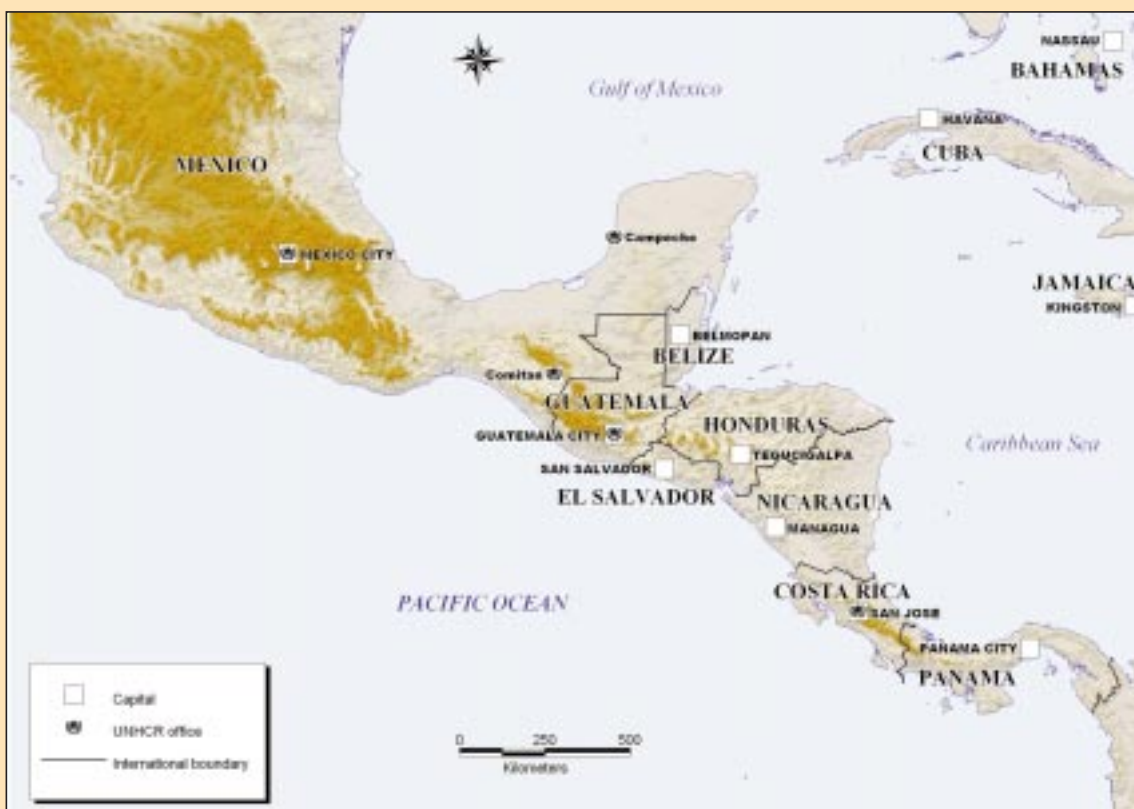 NASSAU
BAHAMAS
Gulf of Mexico
HAVANA
CUBA
MEXICO
Campeche
MEXICO CITY
JAMAICA
KINGSTON
BELMOPAN
BELIZE
Comitan
GUATEMALA
HONDURAS
GUATEMALA CITY
Caribbean Sea
TEGUCIGALPA
SAN SALVADOR
EL SALVADOR
NICARAGUA
MANAGUA
COSTA RICA
PACIFIC OCEAN
SAN JOSE
PANAMA CITY
PANAMA
Capital
UNHCR office
International boundary
0 250 500
Kilometers